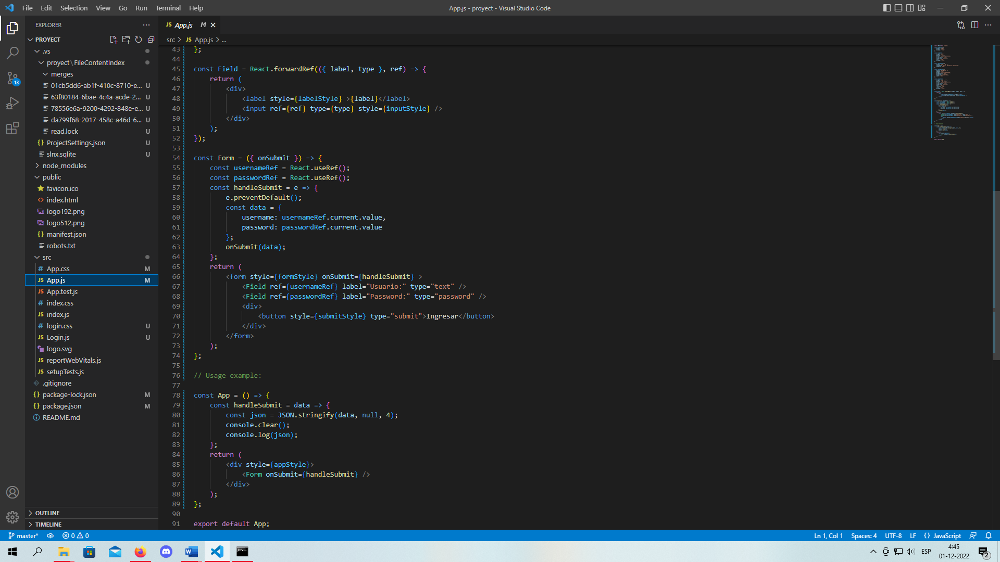 File Edit Selection View Go Run Terminal Help
App.js - proyect - Visual Studio Code
EXPLORER
PROYECT
.vs
proyect \ FileContentIndex
merges
01cb5dd6-ab1f-410c-8710-e... U
63f80184-6bae-4c4a-acde-2... U
78556e6a-9200-4292-848e-e... U
da799f68-2017-458c-a46d-6... U
read.lock U
ProjectSettings.json U
slnx.sqlite U
node_modules
public
favicon.ico
index.html
logo192.png
logo512.png
manifest.json
robots.txt
src
App.css M
App.js M
App.test.js
index.css
index.js
login.css U
Login.js U
logo.svg
reportWebVitals.js
setupTests.js
.gitignore
package-lock.json M
package.json M
README.md
OUTLINE
TIMELINE
13
JS App.js M
src > JS App.js > ...
43 };
44
45 const Field = React.forwardRef(({ label, type }, ref) => {
46 return (
47 <div>
48 <label style={labelStyle} >{label}</label>
49 <input ref={ref} type={type} style={inputStyle} />
50 </div>
51 );
52 });
53
54 const Form = ({ onSubmit }) => {
55 const usernameRef = React.useRef();
56 const passwordRef = React.useRef();
57 const handleSubmit = e => {
58 e.preventDefault();
59 const data = {
60 username: usernameRef.current.value,
61 password: passwordRef.current.value
62 };
63 onSubmit(data);
64 };
65 return (
66 <form style={formStyle} onSubmit={handleSubmit} >
67 <Field ref={usernameRef} label="Usuario:" type="text" />
68 <Field ref={passwordRef} label="Password:" type="password" />
69 <div>
70 <button style={submitStyle} type="submit">Ingresar</button>
71 </div>
72 </form>
73 );
74 };
75
76 // Usage example:
77
78 const App = () => {
79 const handleSubmit = data => {
80 const json = JSON.stringify(data, null, 4);
81 console.clear();
82 console.log(json);
83 };
84 return (
85 <div style={appStyle}>
86 <Form onSubmit={handleSubmit} />
87 </div>
88 );
89 };
90
91 export default App;
master* 0 0
Ln 1, Col 1 Spaces: 4 UTF-8 LF {} JavaScript
ESP
4:45
01-12-2022
2